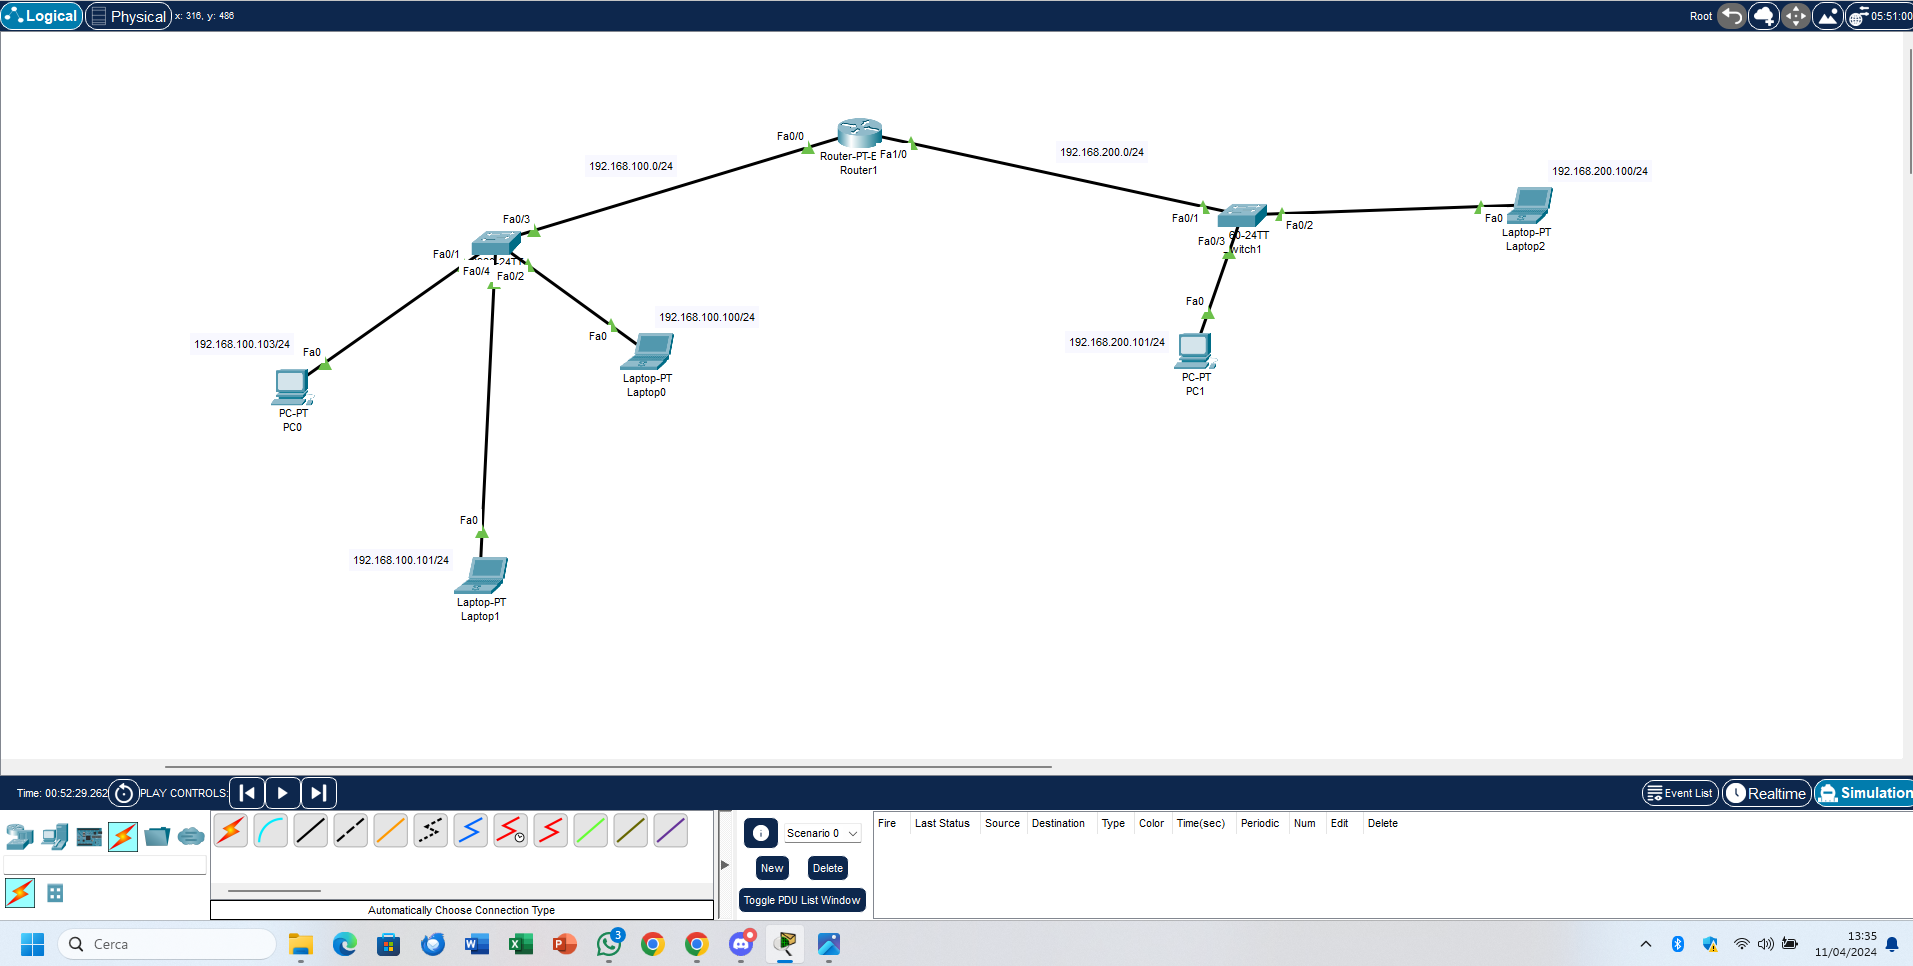 Logical
Physical
x: 316, y: 486
Root
05:51:00
Fa0/0
Router-PT-E
Fa1/0
Router1
192.168.100.0/24
192.168.200.0/24
192.168.200.100/24
Fa0/3
Fa0/1
Fa0/4
Fa0/2
Fa0/1
60-24TT
Fa0/3
witch1
Fa0/2
Fa0
Laptop-PT
Laptop2
192.168.100.103/24
Fa0
PC-PT
PC0
192.168.100.100/24
Fa0
Laptop-PT
Laptop0
Fa0
192.168.200.101/24
PC-PT
PC1
Fa0
192.168.100.101/24
Laptop-PT
Laptop1
Time: 00:52:29.262
PLAY CONTROLS:
Event List
Realtime
Simulation
Scenario 0
New
Delete
Toggle PDU List Window
Fire Last Status Source Destination Type Color Time(sec) Periodic Num Edit Delete
Automatically Choose Connection Type
Cerca
3
13:35
11/04/2024